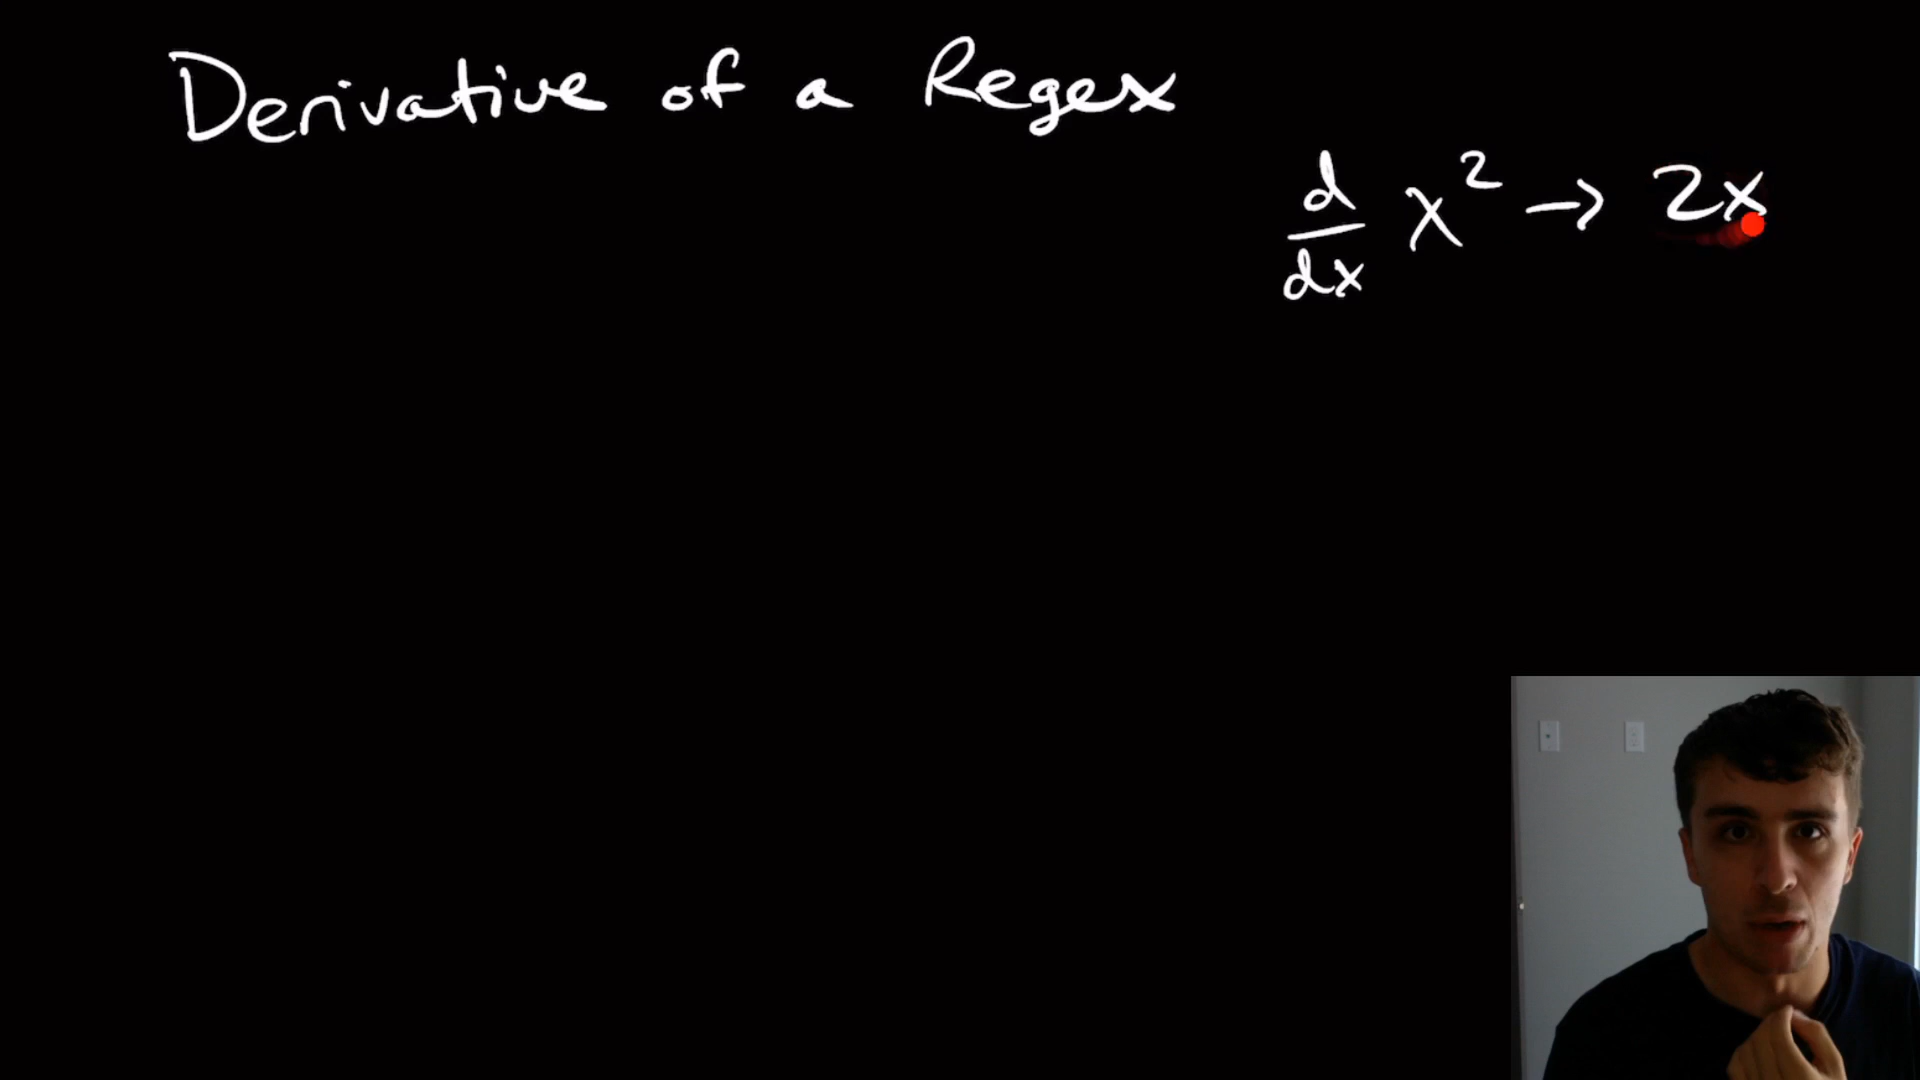 Derivative of a Regex
d/dx x² → 2x